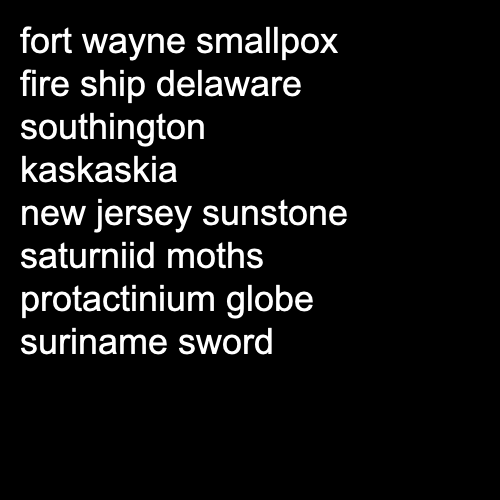 fort wayne smallpox
fire ship delaware
southington
kaskaskia
new jersey sunstone
saturniid moths
protactinium globe
suriname sword